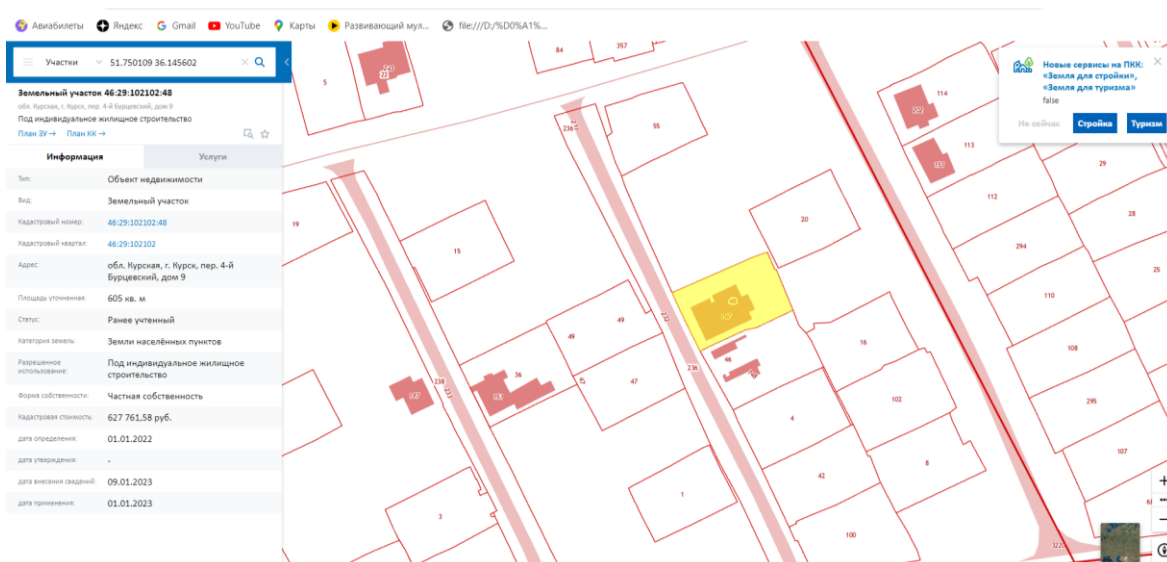 Авиабилеты Яндекс Gmail YouTube Карты Развивающий мул... file:///D:/%D0%A1%...
Участки 51.750109 36.145602
Земельный участок 46:29:102102:48
обл. Курская, г. Курск, пер. 4-й Бурцевский, дом 9
Под индивидуальное жилищное строительство
План ЗУ → План КК →
Информация Услуги
Тип: Объект недвижимости
Вид: Земельный участок
Кадастровый номер: 46:29:102102:48
Кадастровый квартал: 46:29:102102
Адрес: обл. Курская, г. Курск, пер. 4-й
Бурцевский, дом 9
Площадь уточненная: 605 кв. м
Статус: Ранее учтенный
Категория земель: Земли населённых пунктов
Разрешенное использование: Под индивидуальное жилищное
строительство
Форма собственности: Частная собственность
Кадастровая стоимость: 627 761,58 руб.
дата определения: 01.01.2022
дата утверждения: -
дата внесения сведений: 09.01.2023
дата применения: 01.01.2023
Новые сервисы на ПКК:
«Земля для стройки»,
«Земля для туризма»
false
Не сейчас Стройка Туризм
84
357
5
236
55
114
113
29
112
28
19
15
20
294
25
110
49
49
236
16
108
46
36
47
238
102
295
4
107
42
8
1
3
100